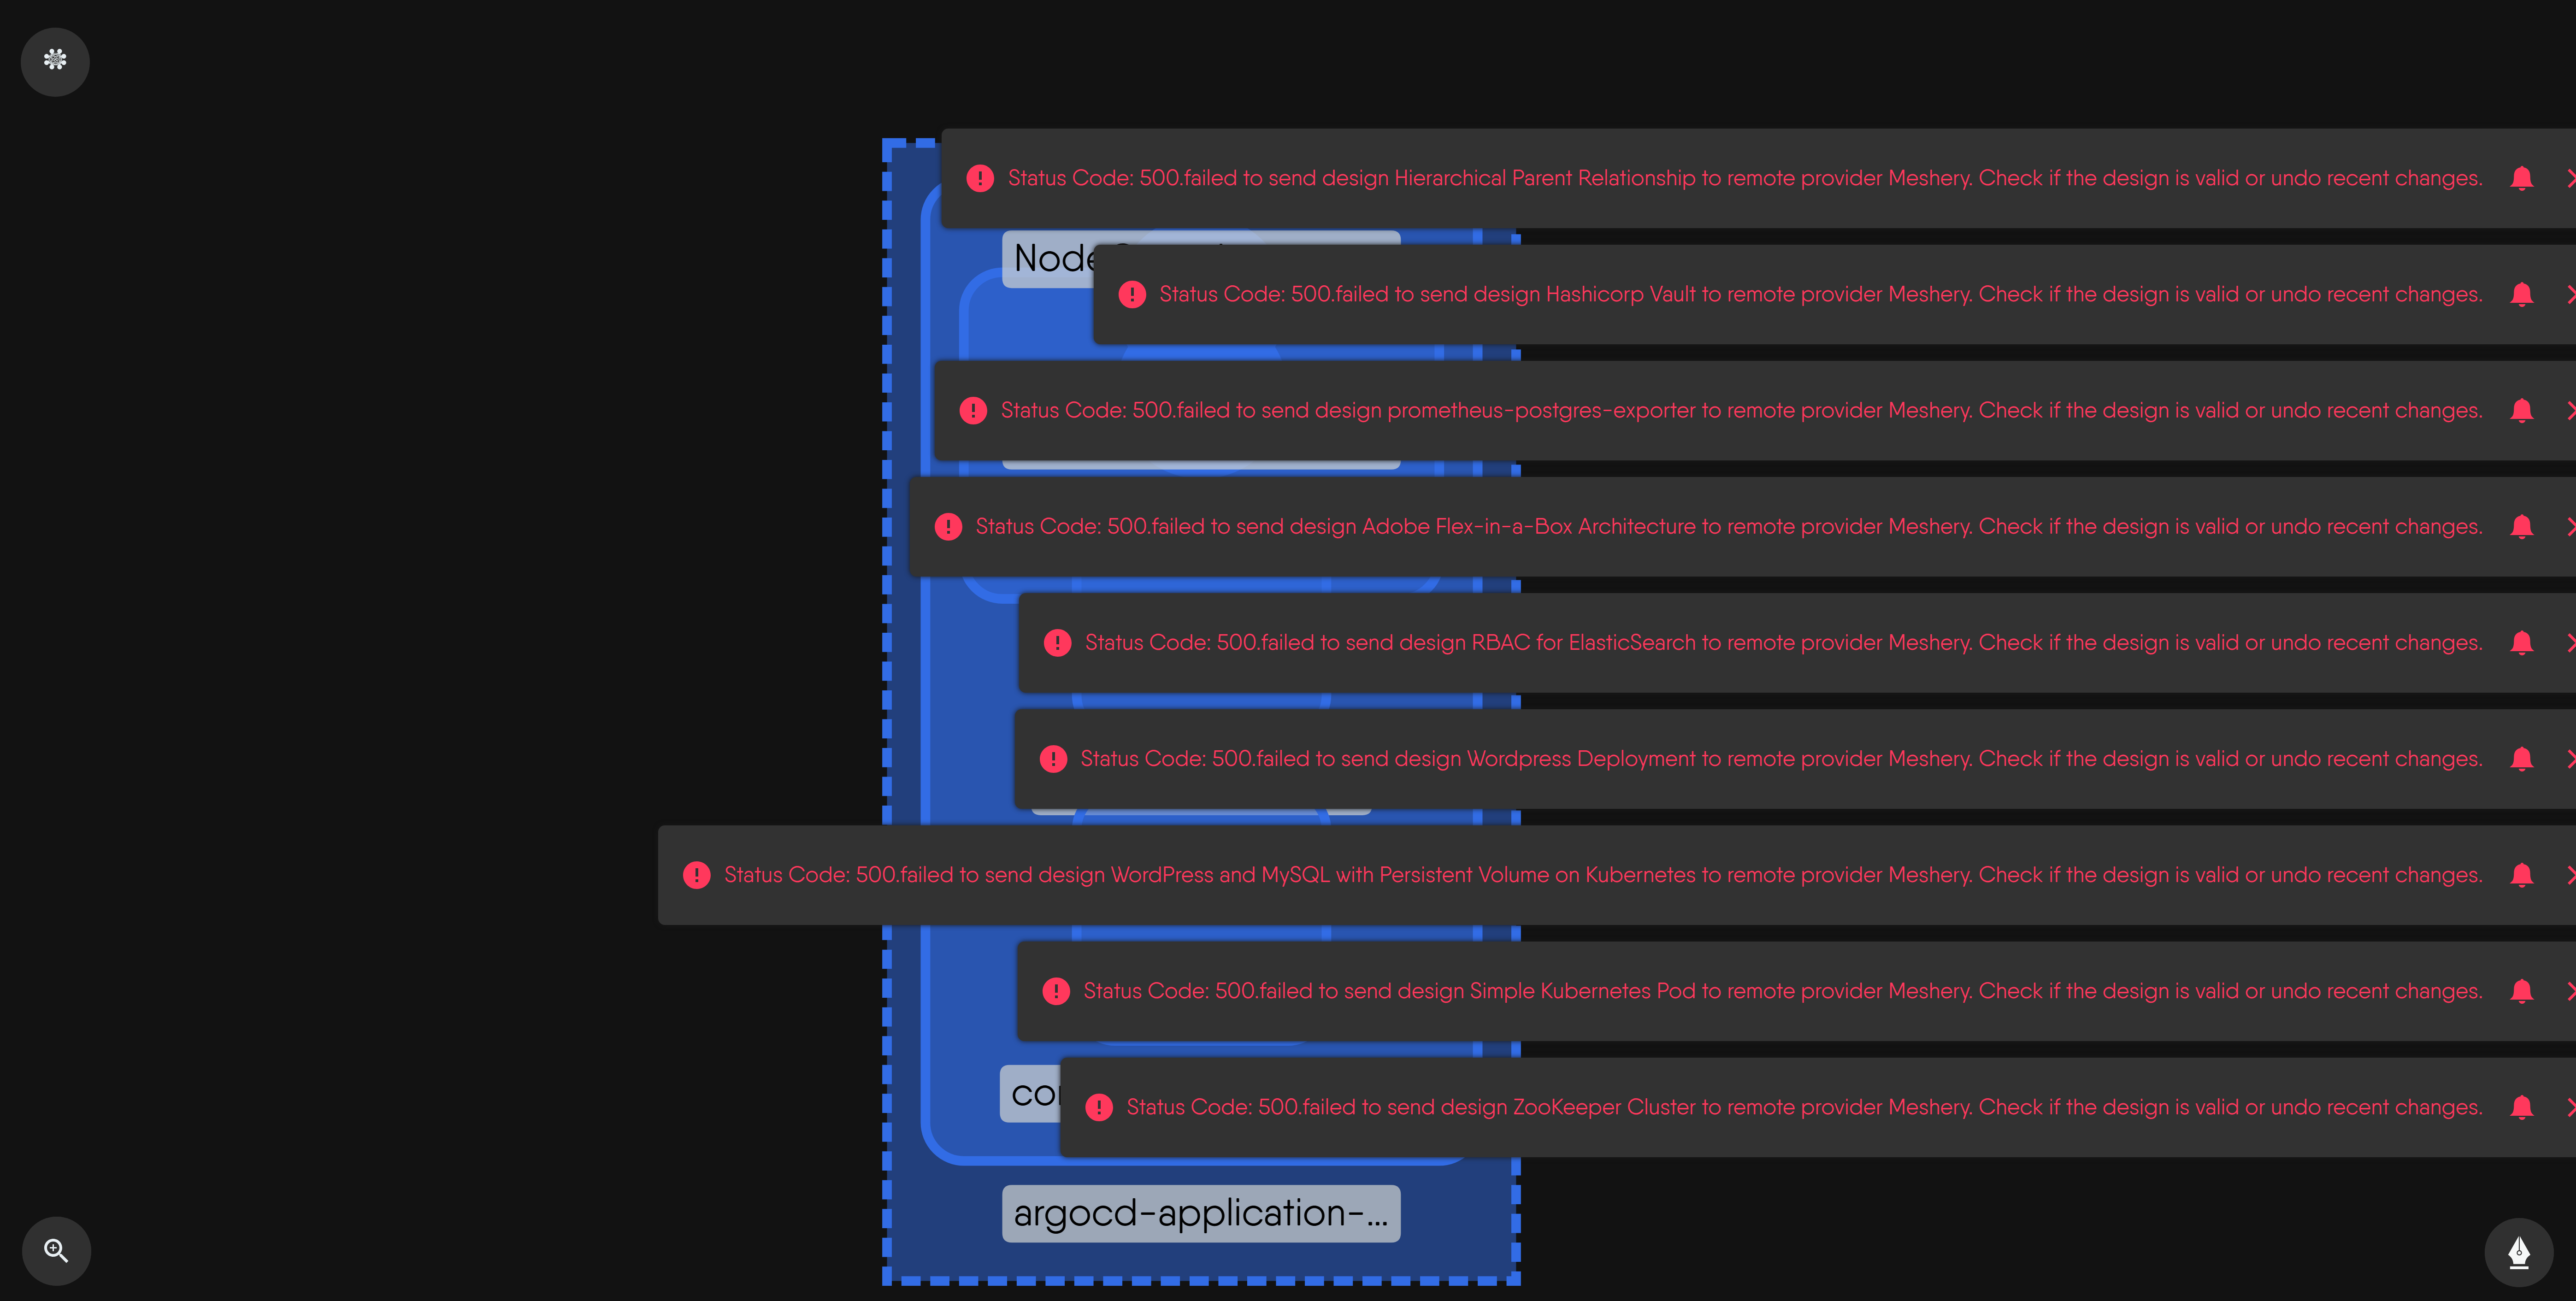 Status Code: 500.failed to send design Hierarchical Parent Relationship to remote provider Meshery. Check if the design is valid or undo recent changes.
Status Code: 500.failed to send design Hashicorp Vault to remote provider Meshery. Check if the design is valid or undo recent changes.
Status Code: 500.failed to send design prometheus-postgres-exporter to remote provider Meshery. Check if the design is valid or undo recent changes.
Status Code: 500.failed to send design Adobe Flex-in-a-Box Architecture to remote provider Meshery. Check if the design is valid or undo recent changes.
Status Code: 500.failed to send design RBAC for ElasticSearch to remote provider Meshery. Check if the design is valid or undo recent changes.
Status Code: 500.failed to send design Wordpress Deployment to remote provider Meshery. Check if the design is valid or undo recent changes.
Status Code: 500.failed to send design WordPress and MySQL with Persistent Volume on Kubernetes to remote provider Meshery. Check if the design is valid or undo recent changes.
Status Code: 500.failed to send design Simple Kubernetes Pod to remote provider Meshery. Check if the design is valid or undo recent changes.
Status Code: 500.failed to send design ZooKeeper Cluster to remote provider Meshery. Check if the design is valid or undo recent changes.
argocd-application-...